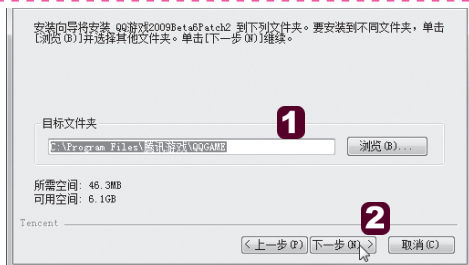 安装向导将安装 QQ游戏2009Beta6Patch2 到下列文件夹。要安装到不同文件夹，单击
[浏览(B)]并选择其他文件夹。单击[下一步(N)]继续。
目标文件夹
1
C:\Program Files\腾讯游戏\QQGAME
浏览(B)...
所需空间: 46.3MB
可用空间: 6.1GB
2
Tencent
<上一步(P) 下一步(N)> 取消(C)